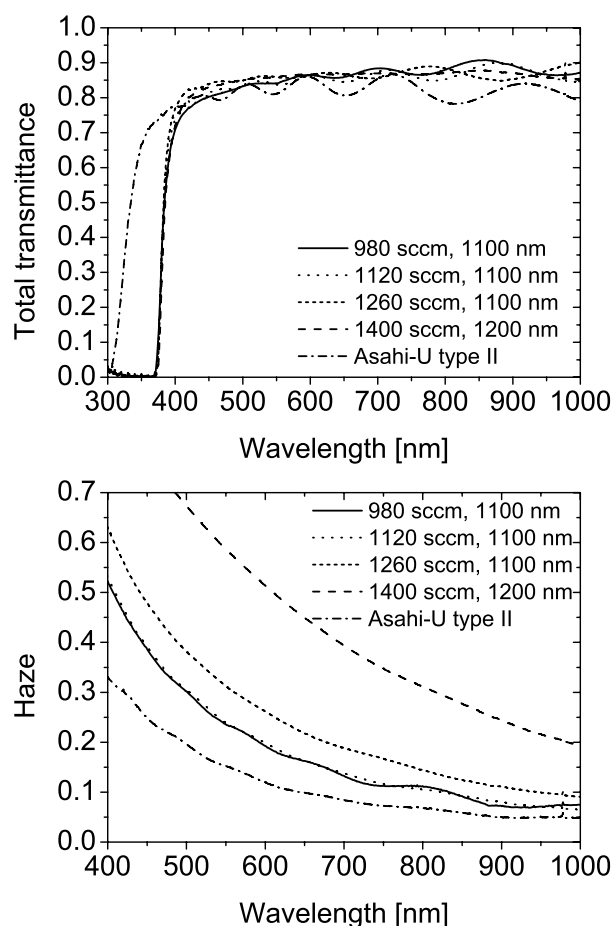 1.0
0.9
0.8
0.7
0.6
0.5
0.4
0.3
0.2
0.1
0.0
Total transmittance
980 sccm, 1100 nm
1120 sccm, 1100 nm
1260 sccm, 1100 nm
1400 sccm, 1200 nm
Asahi-U type II
300 400 500 600 700 800 900 1000
Wavelength [nm]
0.7
0.6
0.5
0.4
0.3
0.2
0.1
0.0
Haze
980 sccm, 1100 nm
1120 sccm, 1100 nm
1260 sccm, 1100 nm
1400 sccm, 1200 nm
Asahi-U type II
400 500 600 700 800 900 1000
Wavelength [nm]